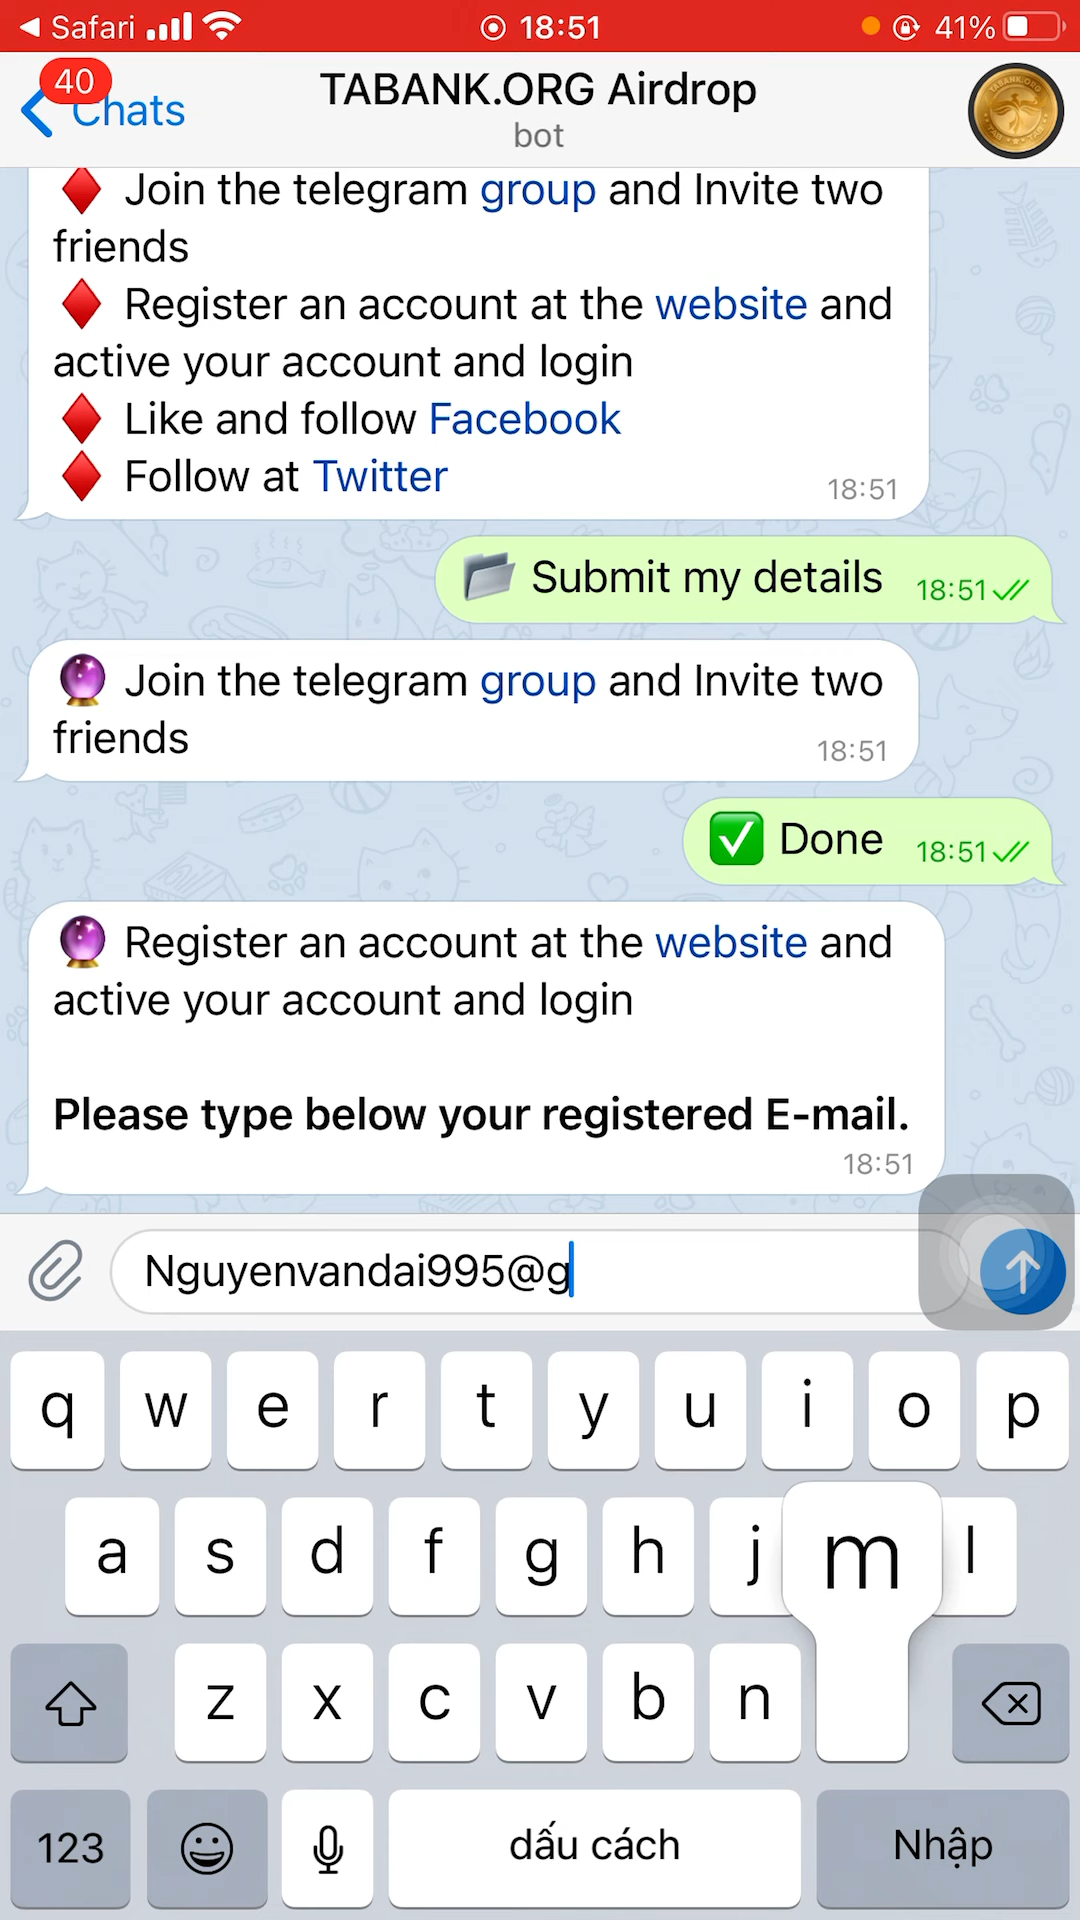 Safari 18:51 41%
40
Chats
TABANK.ORG Airdrop
bot
TABANK.ORG
Join the telegram group and Invite two
friends
Register an account at the website and
active your account and login
Like and follow Facebook
Follow at Twitter
18:51
Submit my details 18:51
Join the telegram group and Invite two
friends
18:51
Done 18:51
Register an account at the website and
active your account and login
Please type below your registered E-mail.
18:51
Nguyenvandai995@g
q w e r t y u i o p
a s d f g h j m l
z x c v b n
123 dấu cách Nhập